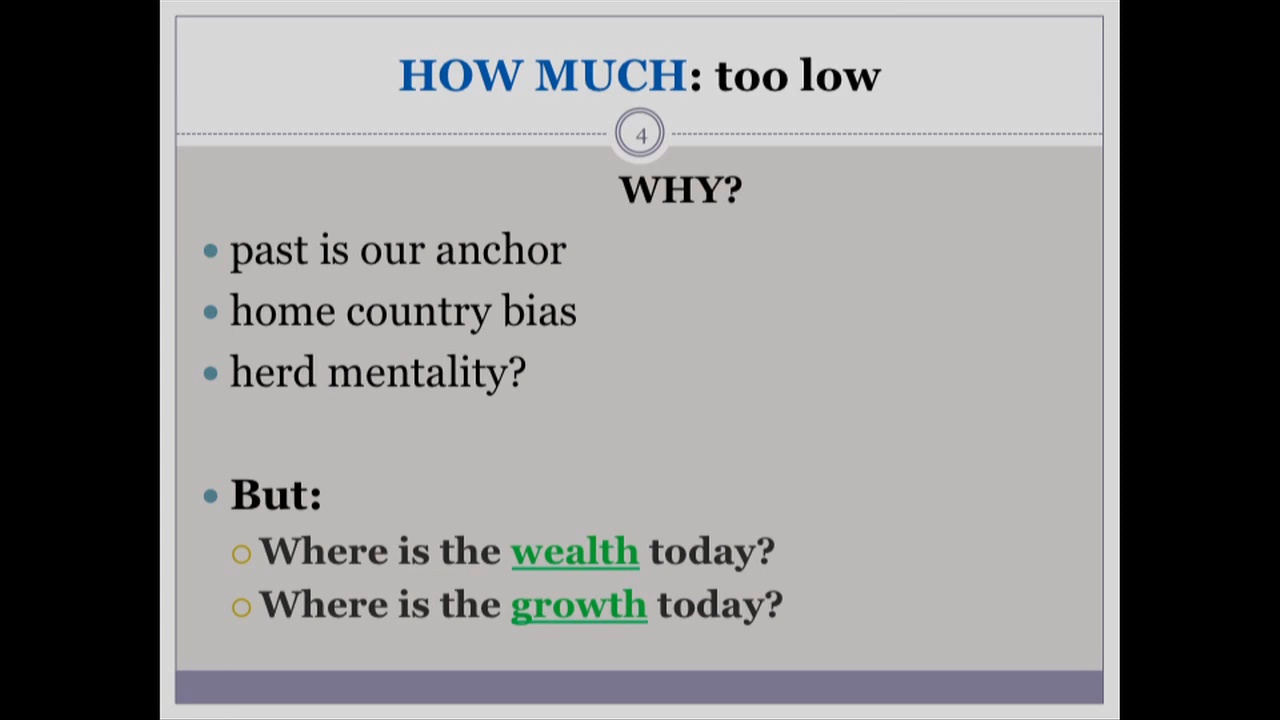 HOW MUCH: too low
4
WHY?
past is our anchor
home country bias
herd mentality?
But:
Where is the wealth today?
Where is the growth today?